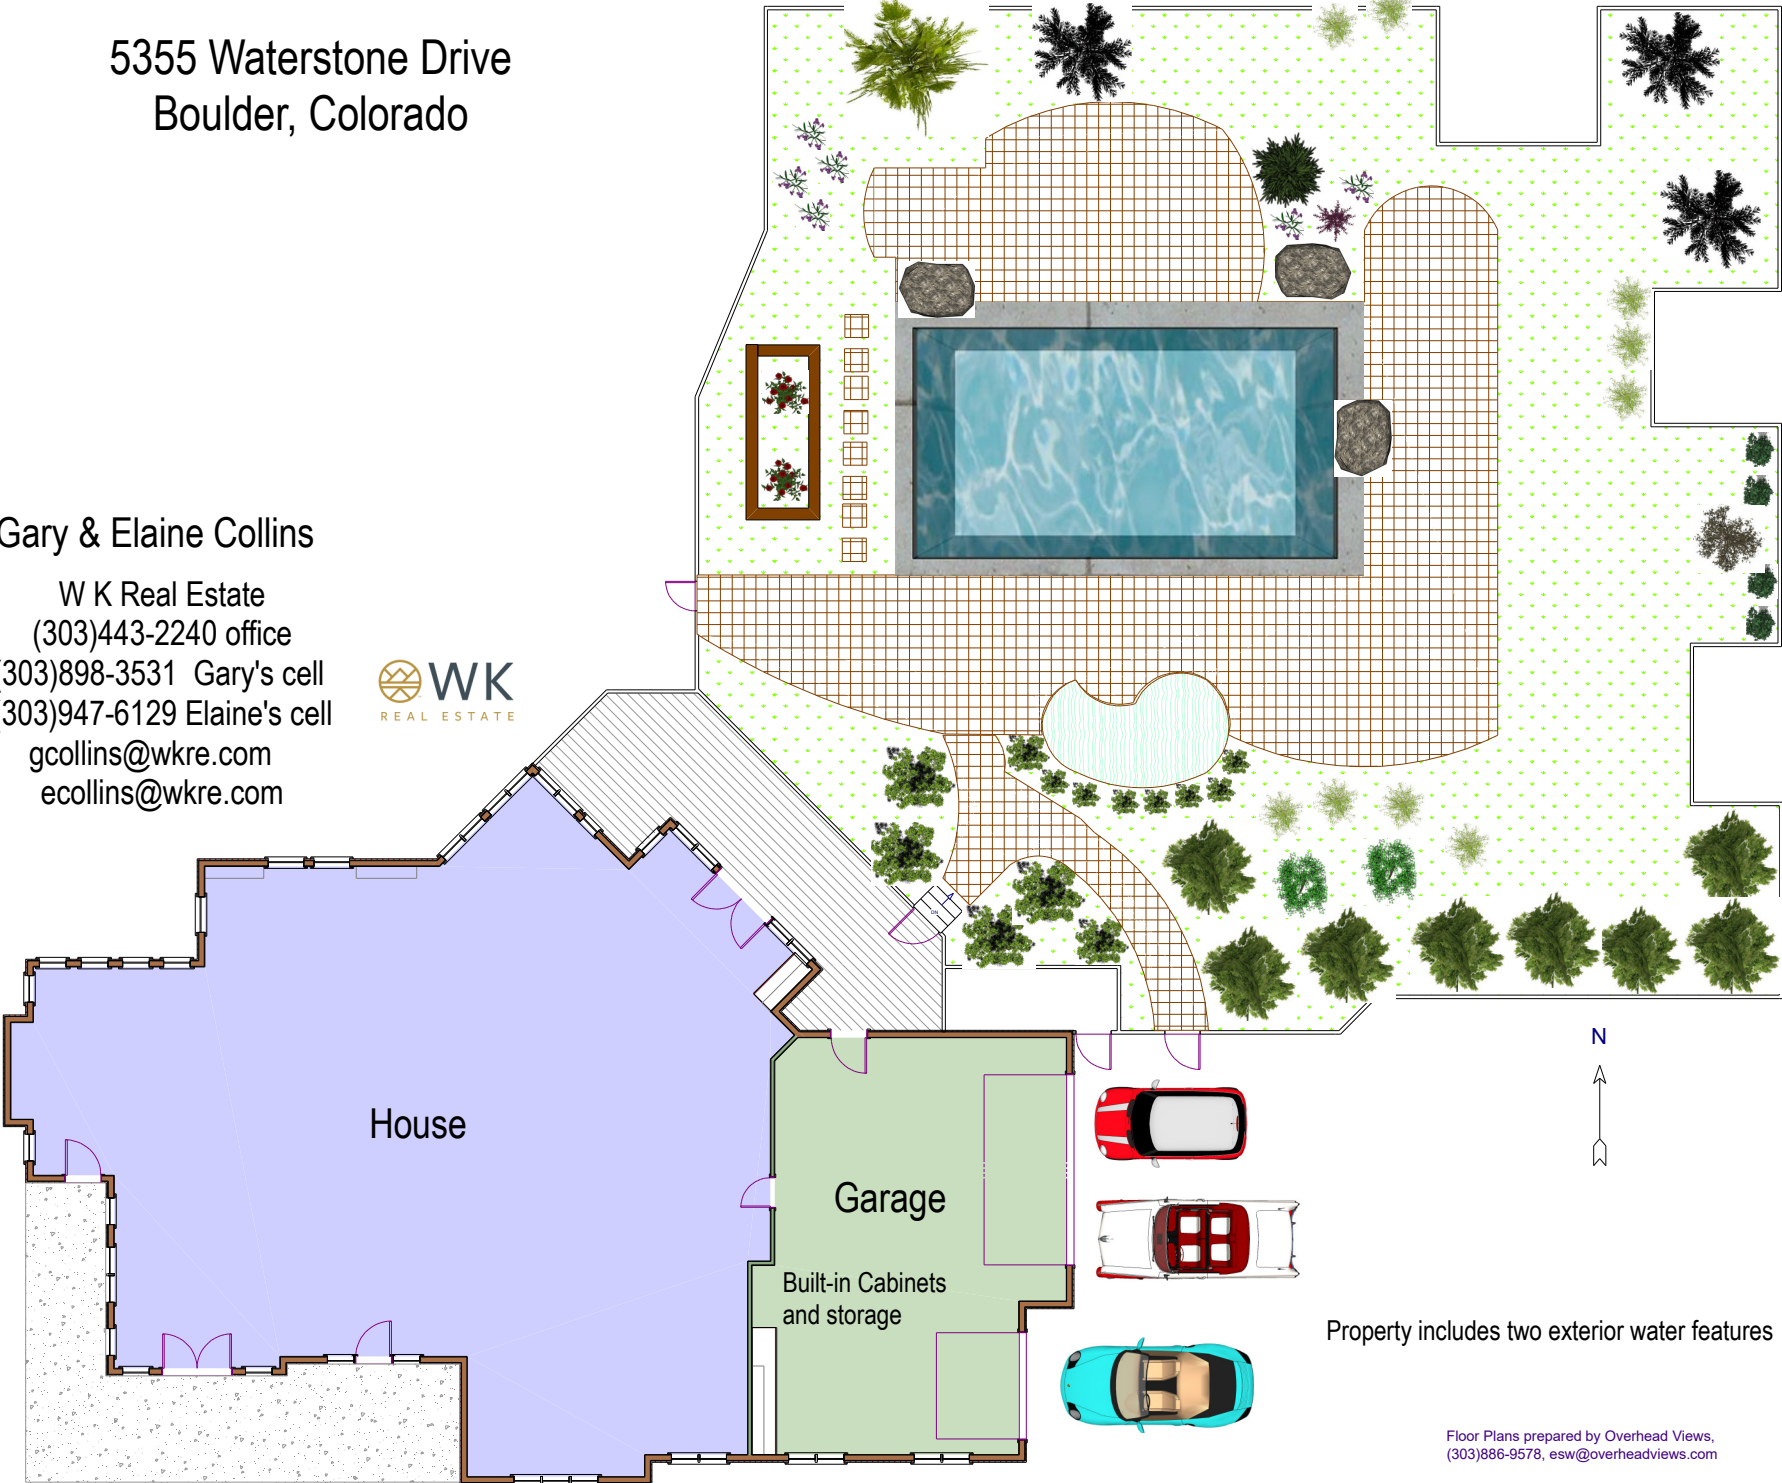 5355 Waterstone Drive
Boulder, Colorado
Gary & Elaine Collins
W K Real Estate
(303)443-2240 office
(303)898-3531  Gary's cell
(303)947-6129 Elaine's cell
gcollins@wkre.com
ecollins@wkre.com
WK
REAL ESTATE
DN
N
House
Garage
Built-in Cabinets
and storage
Property includes two exterior water features
Floor Plans prepared by Overhead Views,
(303)886-9578, esw@overheadviews.com